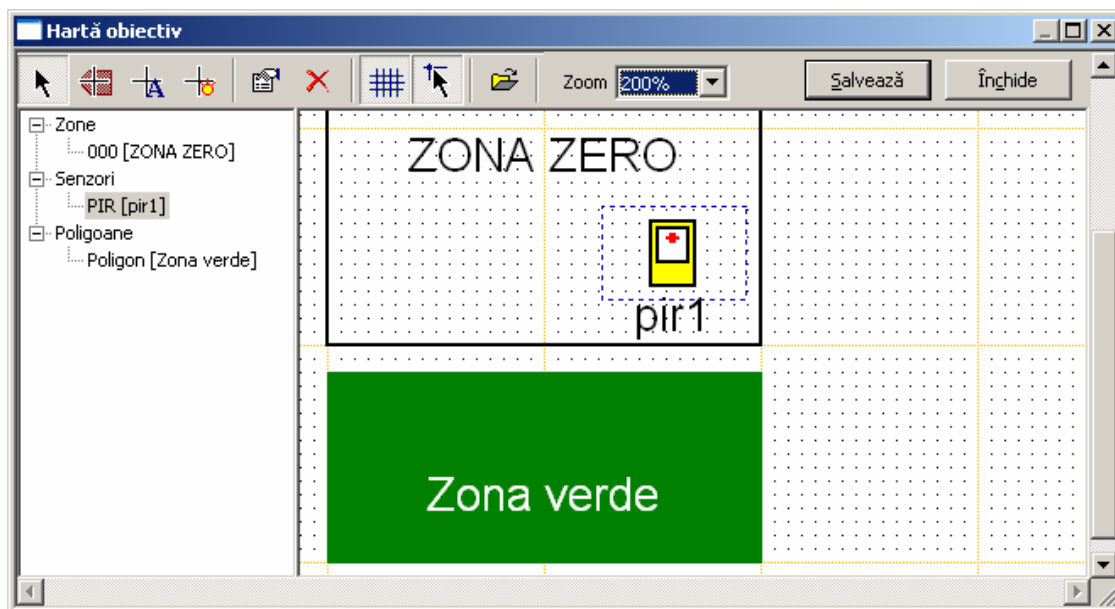 Hartă obiectiv
Zoom 200% Salvează Închide
Zone
000 [ZONA ZERO]
Senzori
PIR [pir1]
Poligoane
Poligon [Zona verde]
ZONA ZERO
pir1
Zona verde